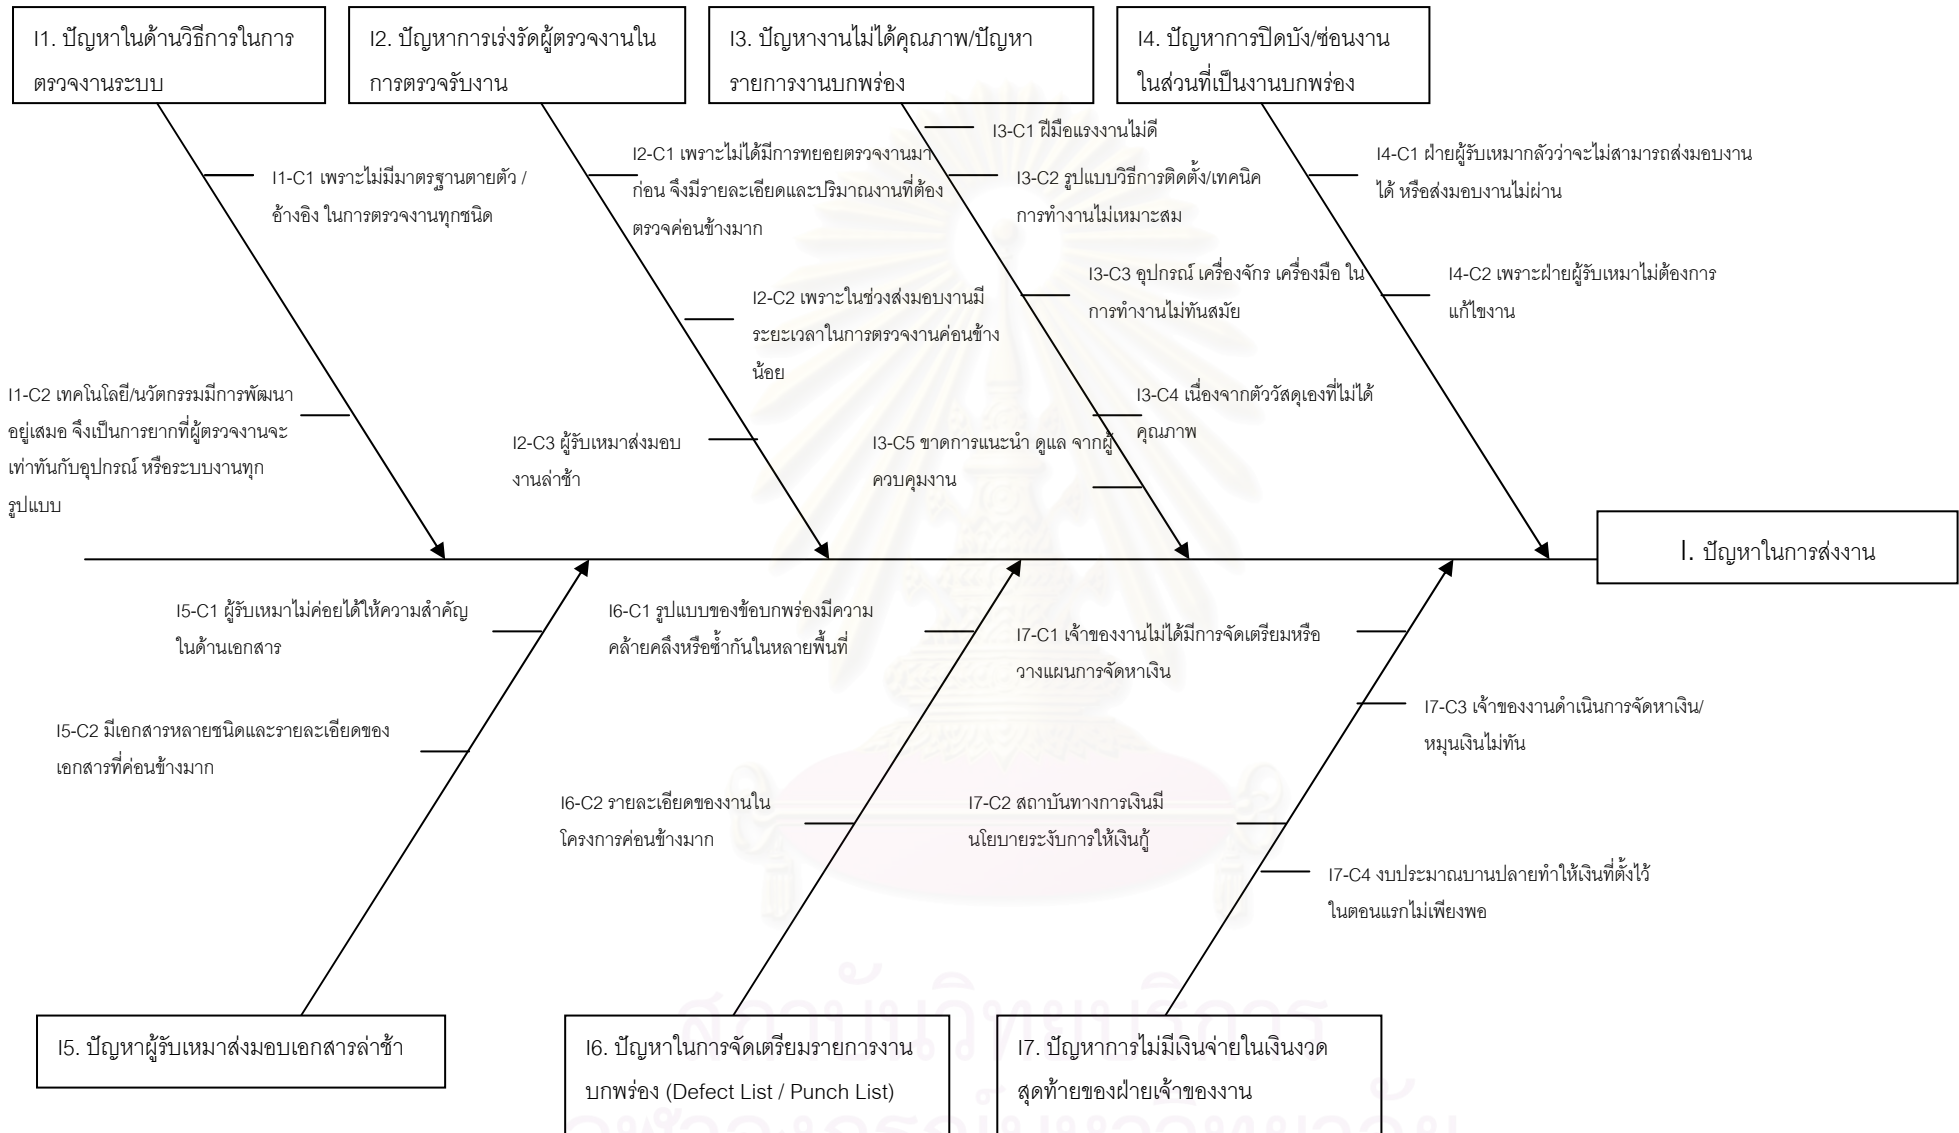 I1. ปัญหาในด้านวิธีการในการ
ตรวจงานระบบ
I2. ปัญหาการเร่งรัดผู้ตรวจงานใน
การตรวจรับงาน
I3. ปัญหางานไม่ได้คุณภาพ/ปัญหา
รายการงานบกพร่อง
I4. ปัญหาการปิดบัง/ซ่อนงาน
ในส่วนที่เป็นงานบกพร่อง
I1-C1 เพราะไม่มีมาตรฐานตายตัว /
อ้างอิง ในการตรวจงานทุกชนิด
I1-C2 เทคโนโลยี/นวัตกรรมมีการพัฒนา
อยู่เสมอ จึงเป็นการยากที่ผู้ตรวจงานจะ
เท่าทันกับอุปกรณ์ หรือระบบงานทุก
รูปแบบ
I2-C1 เพราะไม่ได้มีการทยอยตรวจงานมา
ก่อน จึงมีรายละเอียดและปริมาณงานที่ต้อง
ตรวจค่อนข้างมาก
I2-C2 เพราะในช่วงส่งมอบงานมี
ระยะเวลาในการตรวจงานค่อนข้าง
น้อย
I2-C3 ผู้รับเหมาส่งมอบ
งานล่าช้า
I3-C1 ฝีมือแรงงานไม่ดี
I3-C2 รูปแบบวิธีการติดตั้ง/เทคนิค
การทำงานไม่เหมาะสม
I3-C3 อุปกรณ์ เครื่องจักร เครื่องมือ ใน
การทำงานไม่ทันสมัย
I3-C4 เนื่องจากตัววัสดุเองที่ไม่ได้
คุณภาพ
I3-C5 ขาดการแนะนำ ดูแล จากผู้
ควบคุมงาน
I4-C1 ฝ่ายผู้รับเหมากลัวว่าจะไม่สามารถส่งมอบงาน
ได้ หรือส่งมอบงานไม่ผ่าน
I4-C2 เพราะฝ่ายผู้รับเหมาไม่ต้องการ
แก้ไขงาน
I. ปัญหาในการส่งงาน
I5-C1 ผู้รับเหมาไม่ค่อยได้ให้ความสำคัญ
ในด้านเอกสาร
I5-C2 มีเอกสารหลายชนิดและรายละเอียดของ
เอกสารที่ค่อนข้างมาก
I6-C1 รูปแบบของข้อบกพร่องมีความ
คล้ายคลึงหรือซ้ำกันในหลายพื้นที่
I6-C2 รายละเอียดของงานใน
โครงการค่อนข้างมาก
I7-C1 เจ้าของงานไม่ได้มีการจัดเตรียมหรือ
วางแผนการจัดหาเงิน
I7-C3 เจ้าของงานดำเนินการจัดหาเงิน/
หมุนเงินไม่ทัน
I7-C2 สถาบันทางการเงินมี
นโยบายระงับการให้เงินกู้
I7-C4 งบประมาณบานปลายทำให้เงินที่ตั้งไว้
ในตอนแรกไม่เพียงพอ
I5. ปัญหาผู้รับเหมาส่งมอบเอกสารล่าช้า
I6. ปัญหาในการจัดเตรียมรายการงาน
บกพร่อง (Defect List / Punch List)
I7. ปัญหาการไม่มีเงินจ่ายในเงินงวด
สุดท้ายของฝ่ายเจ้าของงาน
สถาบันวิทยบริการ
จุฬาลงกรณ์มหาวิทยาลัย